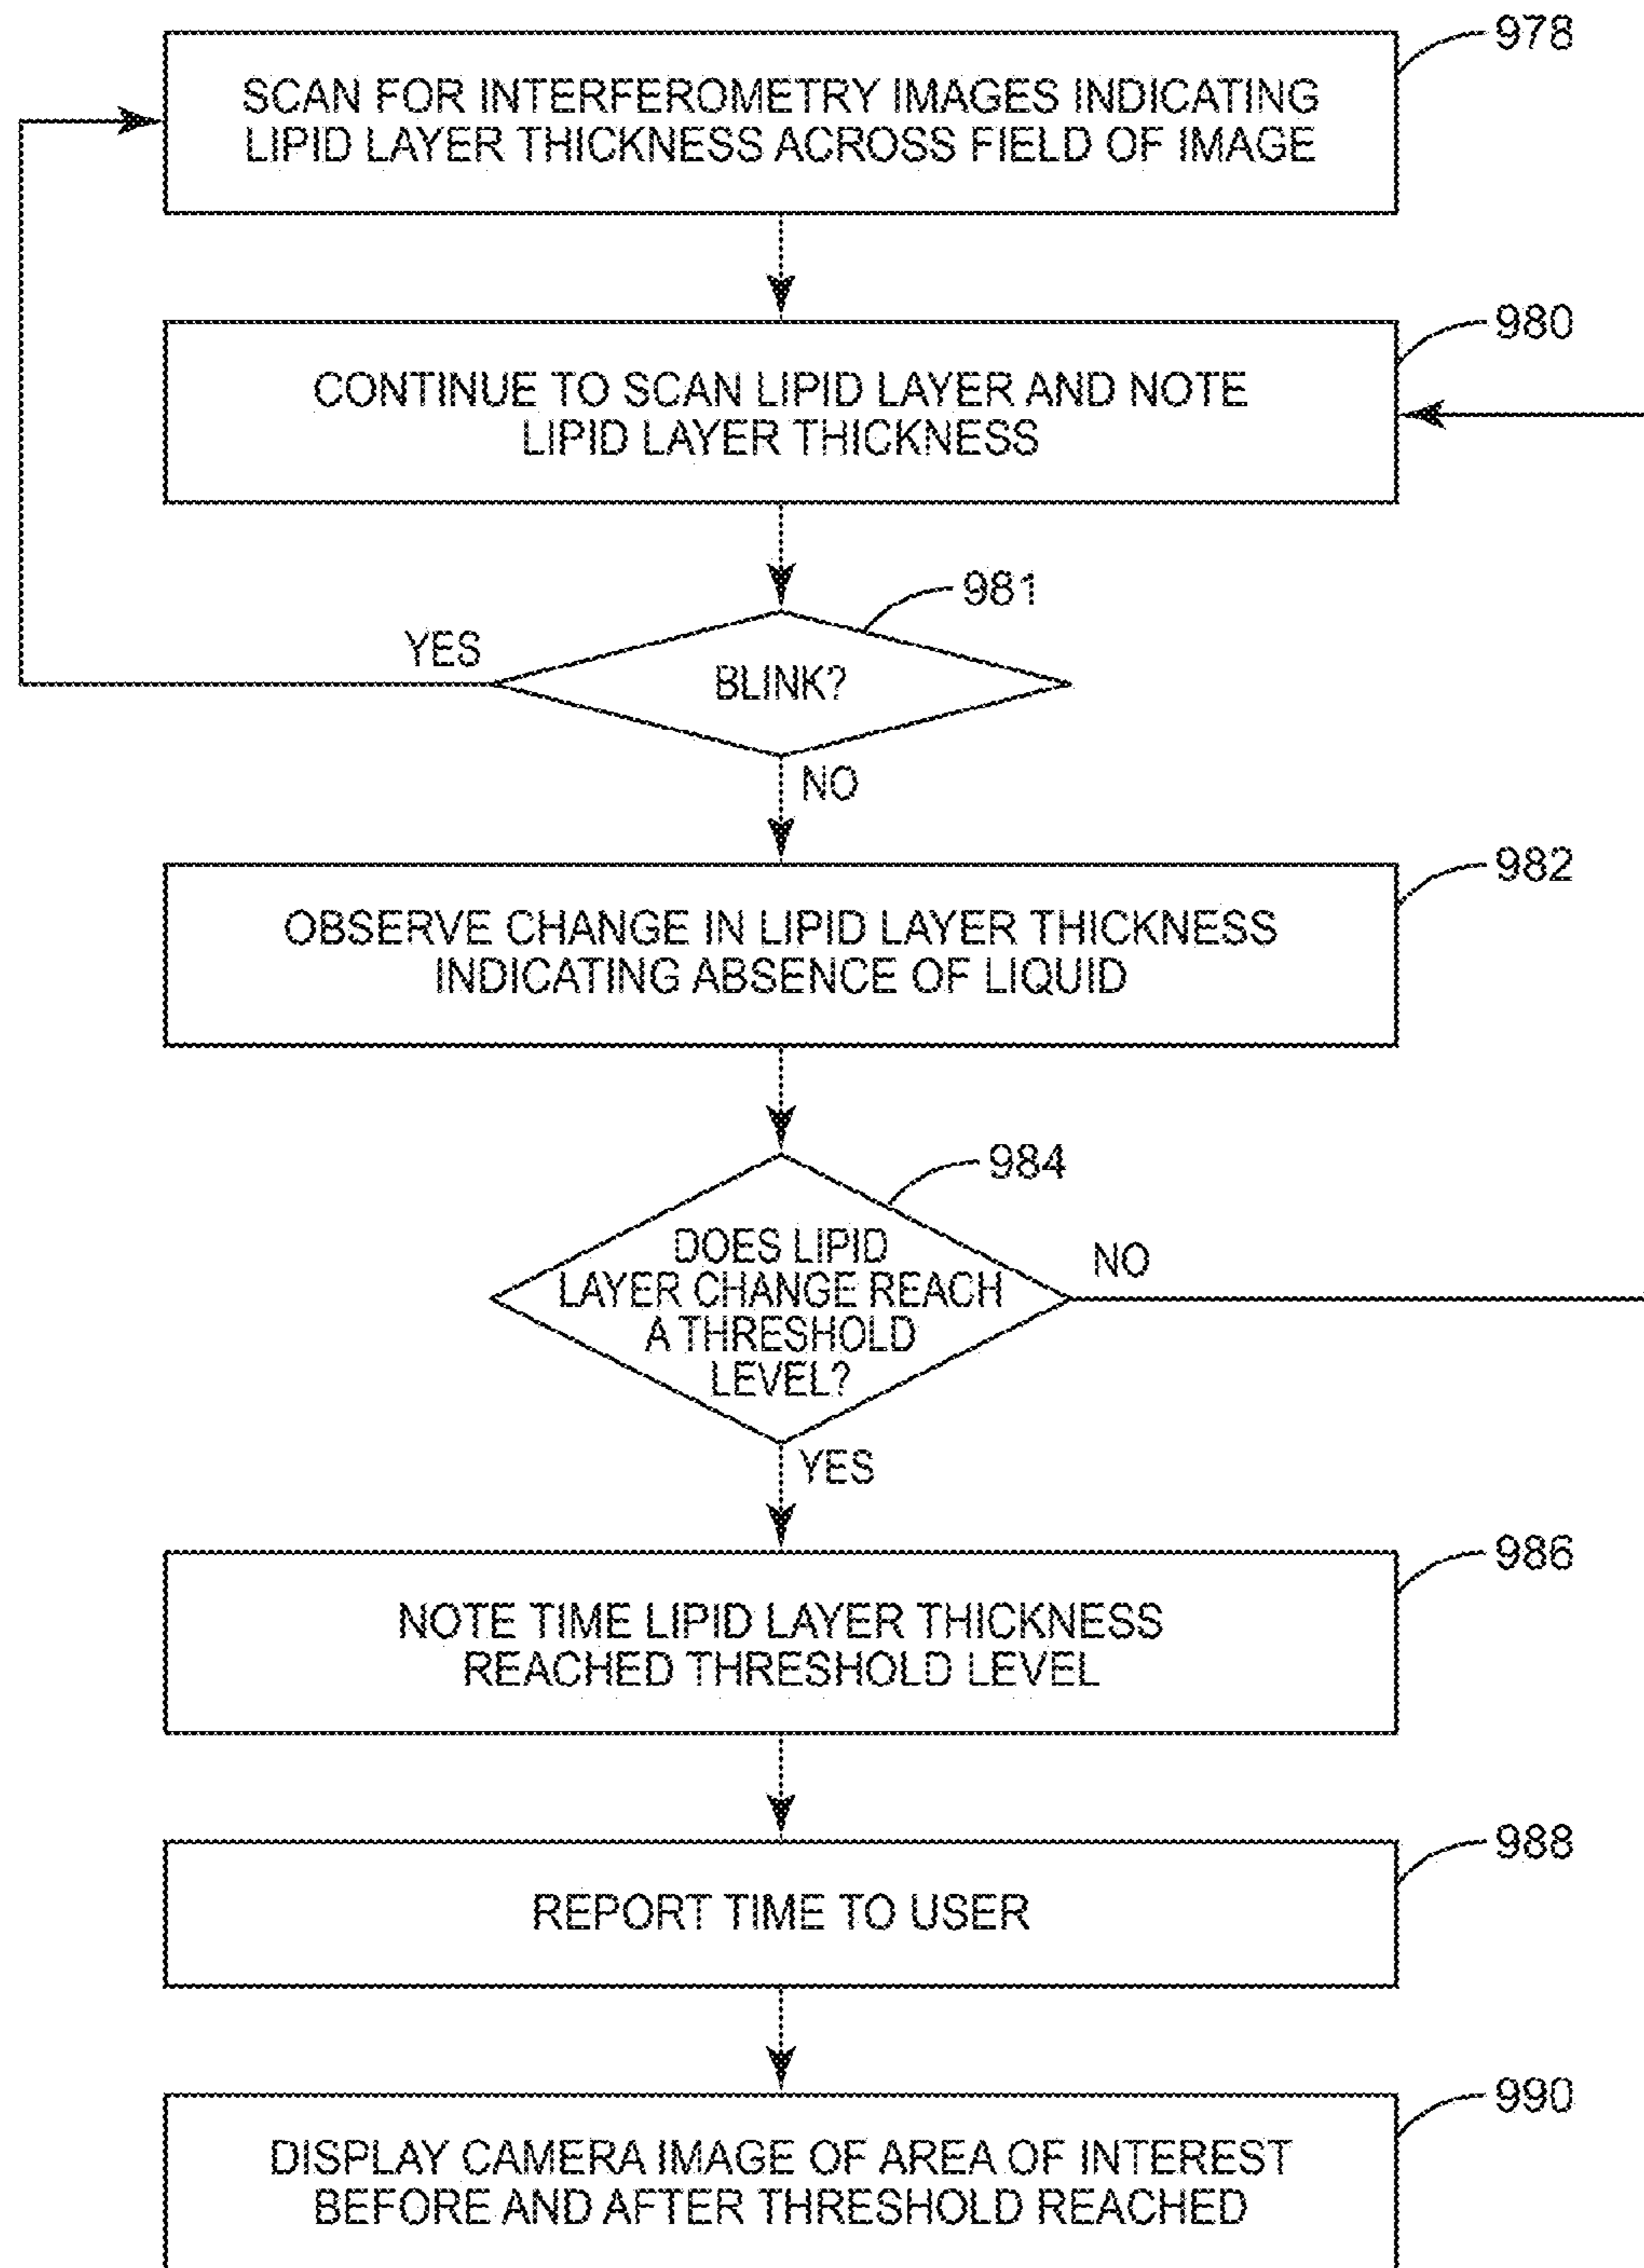 978
SCAN FOR INTERFEROMETRY IMAGES INDICATING
LIPID LAYER THICKNESS ACROSS FIELD OF IMAGE
980
CONTINUE TO SCAN LIPID LAYER AND NOTE
LIPID LAYER THICKNESS
981
YES
BLINK?
NO
982
OBSERVE CHANGE IN LIPID LAYER THICKNESS
INDICATING ABSENCE OF LIQUID
984
DOES LIPID
LAYER CHANGE REACH
A THRESHOLD
LEVEL?
NO
YES
986
NOTE TIME LIPID LAYER THICKNESS
REACHED THRESHOLD LEVEL
988
REPORT TIME TO USER
990
DISPLAY CAMERA IMAGE OF AREA OF INTEREST
BEFORE AND AFTER THRESHOLD REACHED